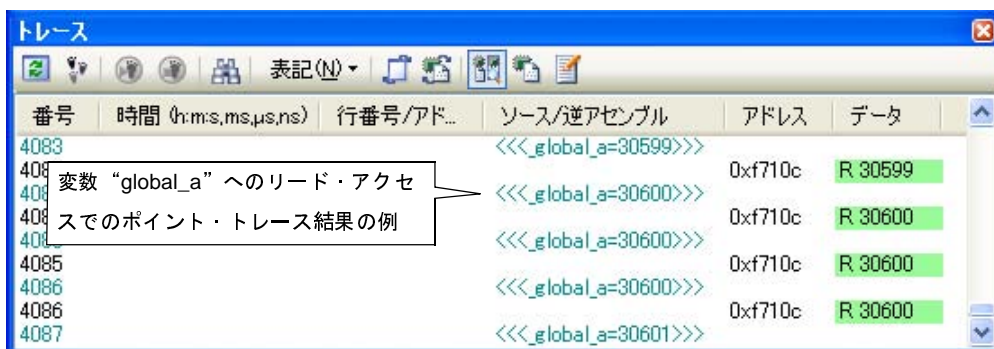 トレース
表記(N)
番号 時間 (h:m:s,ms,μs,ns) 行番号/アド... ソース/逆アセンブル アドレス データ
4083 <<<_global_a=30599>>>
0xf710c R 30599
<<<_global_a=30600>>>
0xf710c R 30600
<<<_global_a=30600>>>
変数“global_a”へのリード・アクセ
スでのポイント・トレース結果の例
4085 0xf710c R 30600
4086 <<<_global_a=30600>>>
4086 0xf710c R 30600
4087 <<<_global_a=30601>>>